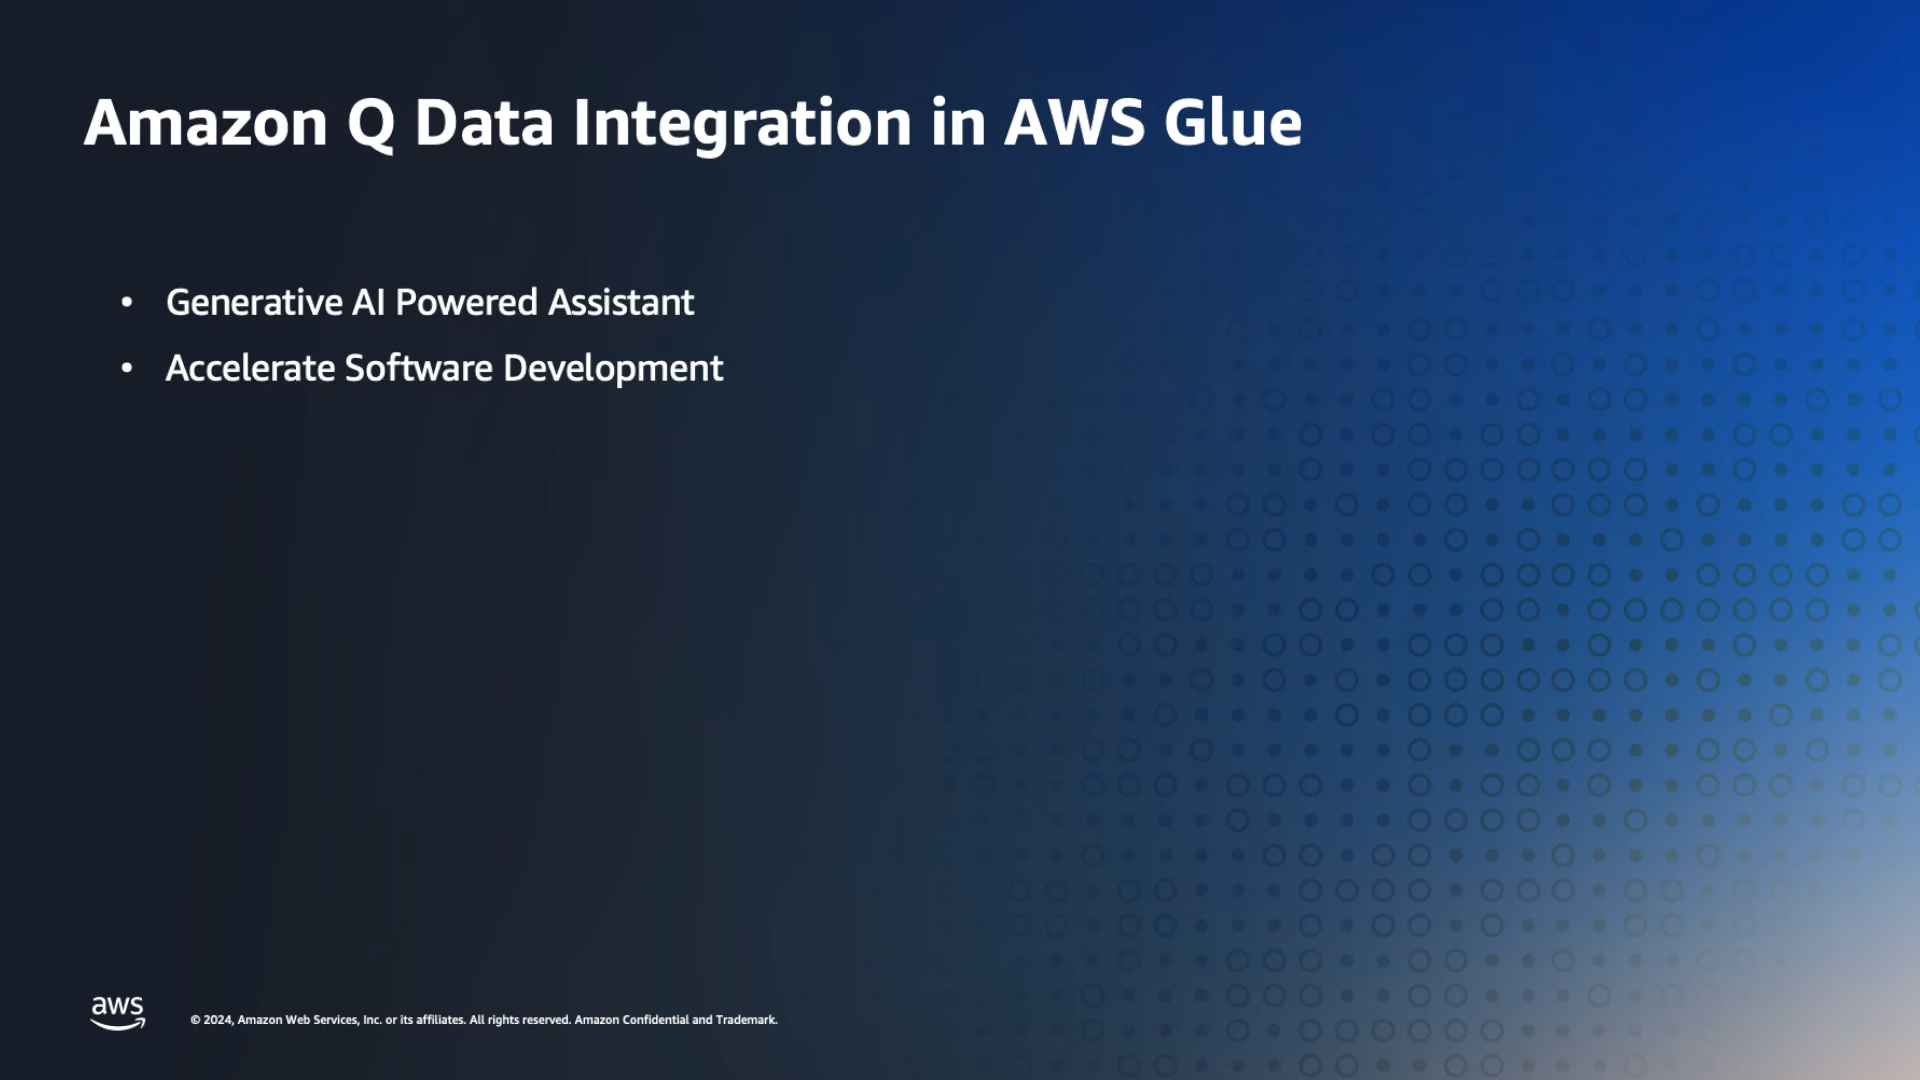 Amazon Q Data Integration in AWS Glue
• Generative AI Powered Assistant
• Accelerate Software Development
aws
© 2024, Amazon Web Services, Inc. or its affiliates. All rights reserved. Amazon Confidential and Trademark.